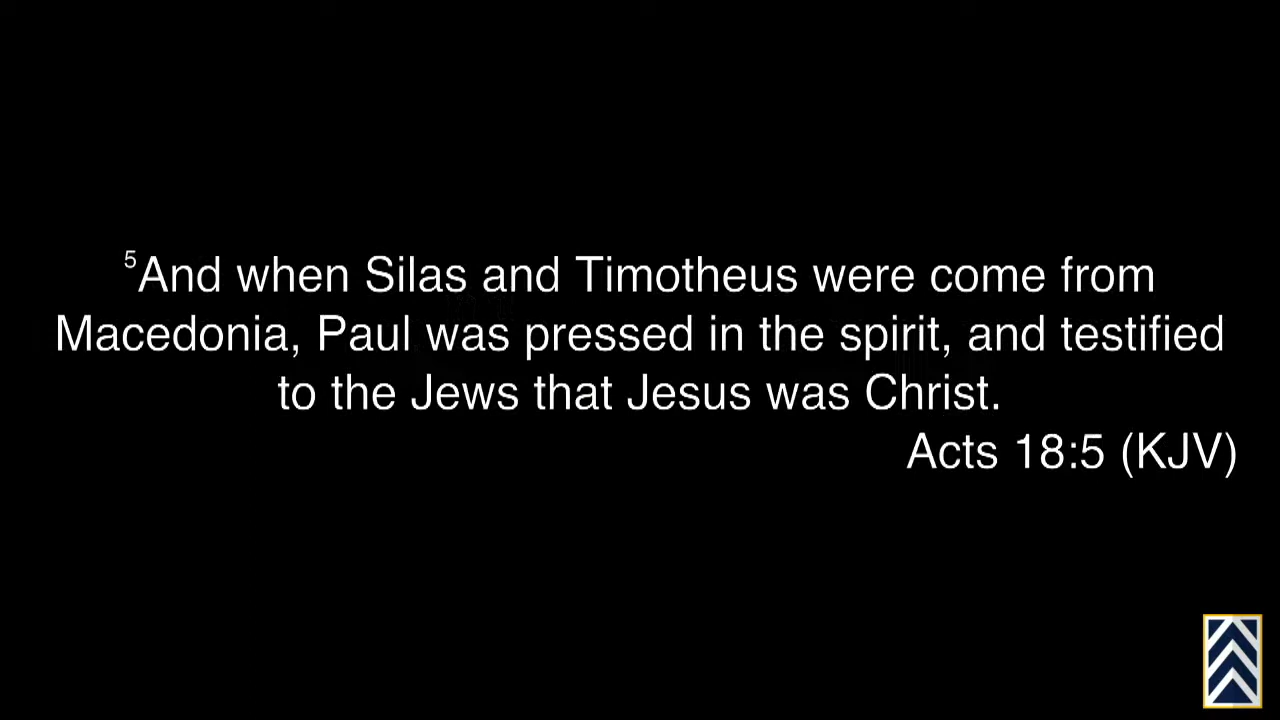 ⁵And when Silas and Timotheus were come from
Macedonia, Paul was pressed in the spirit, and testified
to the Jews that Jesus was Christ.
Acts 18:5 (KJV)